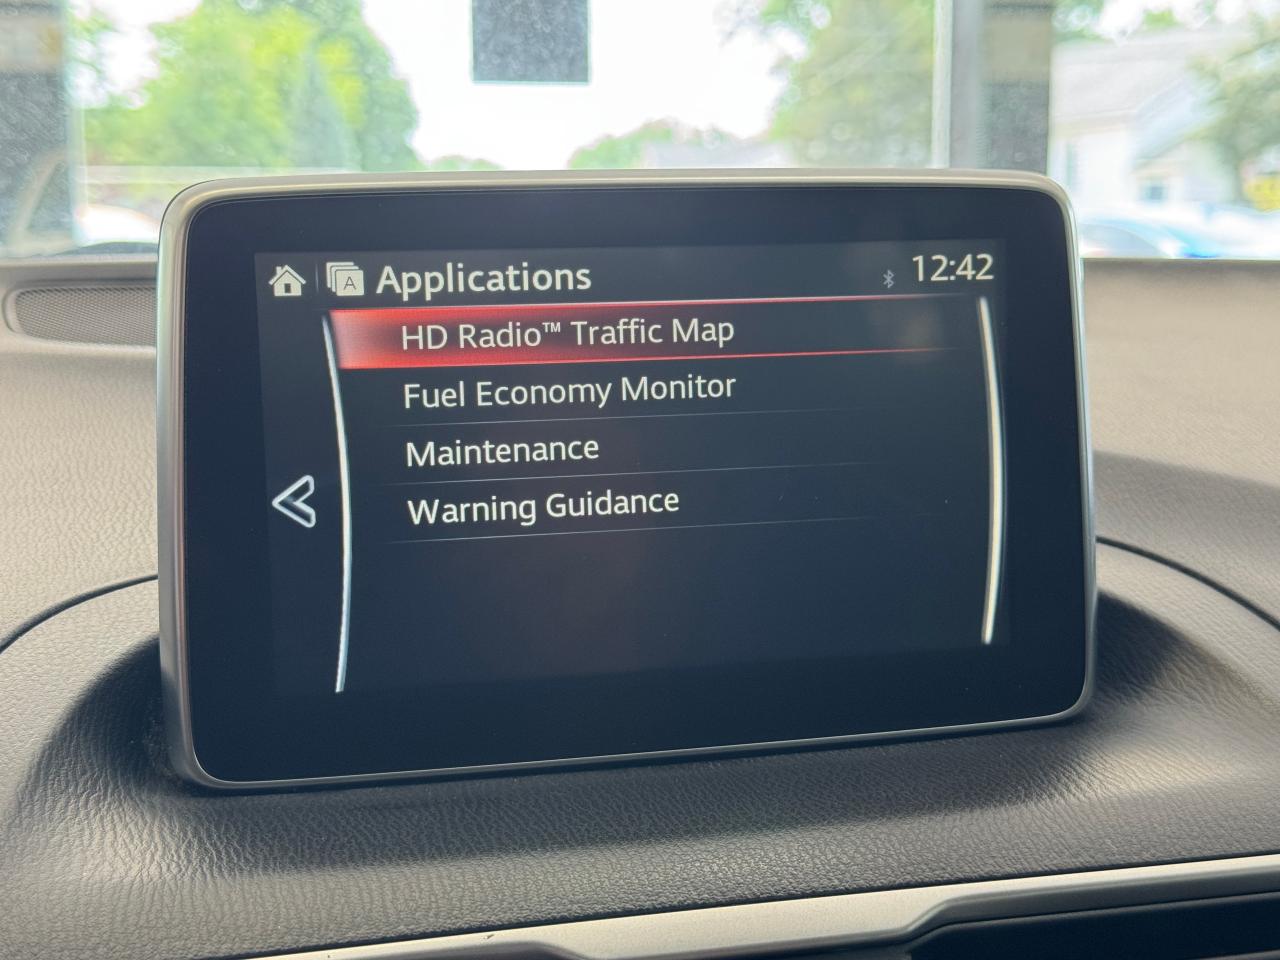 Applications
12:42
HD Radio™ Traffic Map
Fuel Economy Monitor
Maintenance
Warning Guidance